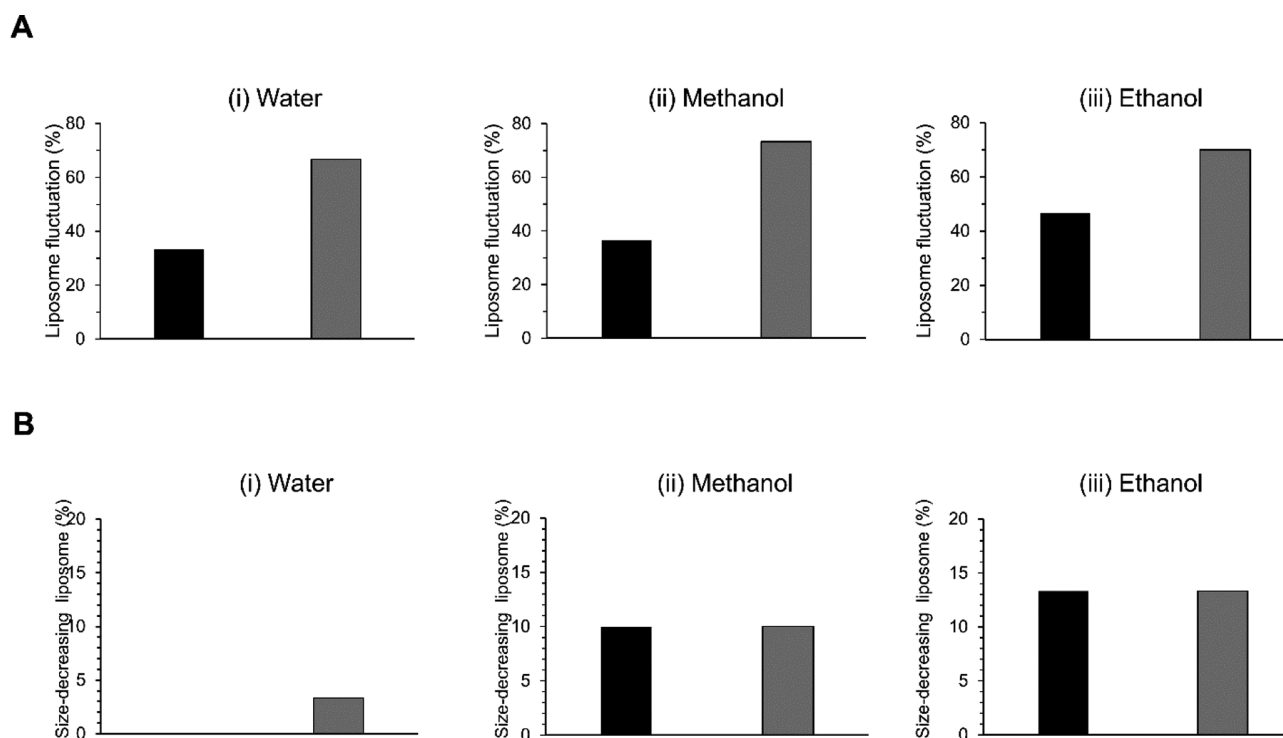 A
(i) Water
(ii) Methanol
(iii) Ethanol
Liposome fluctuation (%)
80
60
40
20
0
Liposome fluctuation (%)
80
60
40
20
0
Liposome fluctuation (%)
80
60
40
20
0
B
(i) Water
(ii) Methanol
(iii) Ethanol
Size-decreasing liposome (%)
20
15
10
5
0
Size-decreasing liposome (%)
20
15
10
5
0
Size-decreasing liposome (%)
20
15
10
5
0